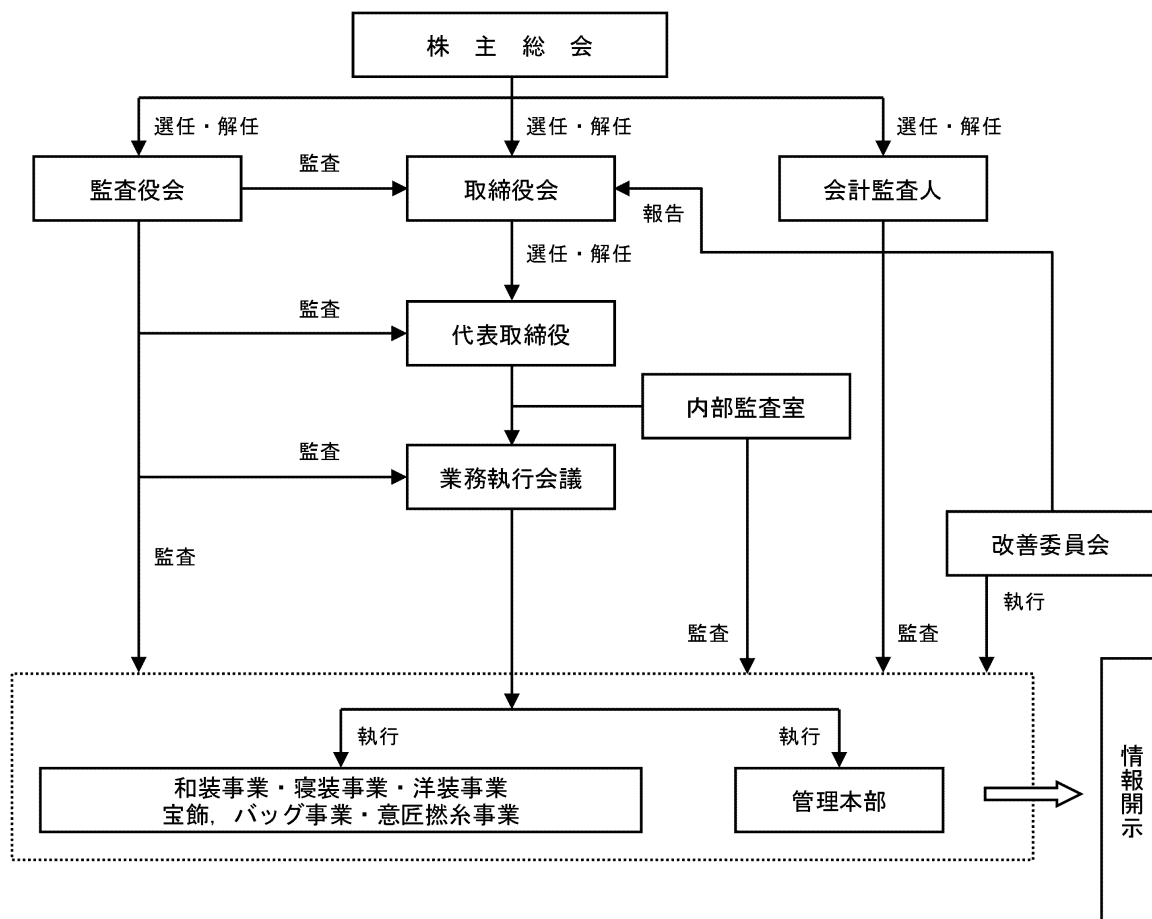 株 主 総 会
選任・解任
選任・解任
選任・解任
監査役会
監査
取締役会
会計監査人
報告
選任・解任
監査
代表取締役
内部監査室
監査
業務執行会議
改善委員会
監査
執行
監査
監査
執行
執行
和装事業・寝装事業・洋装事業
宝飾，バッグ事業・意匠撚糸事業
管理本部
情報開示